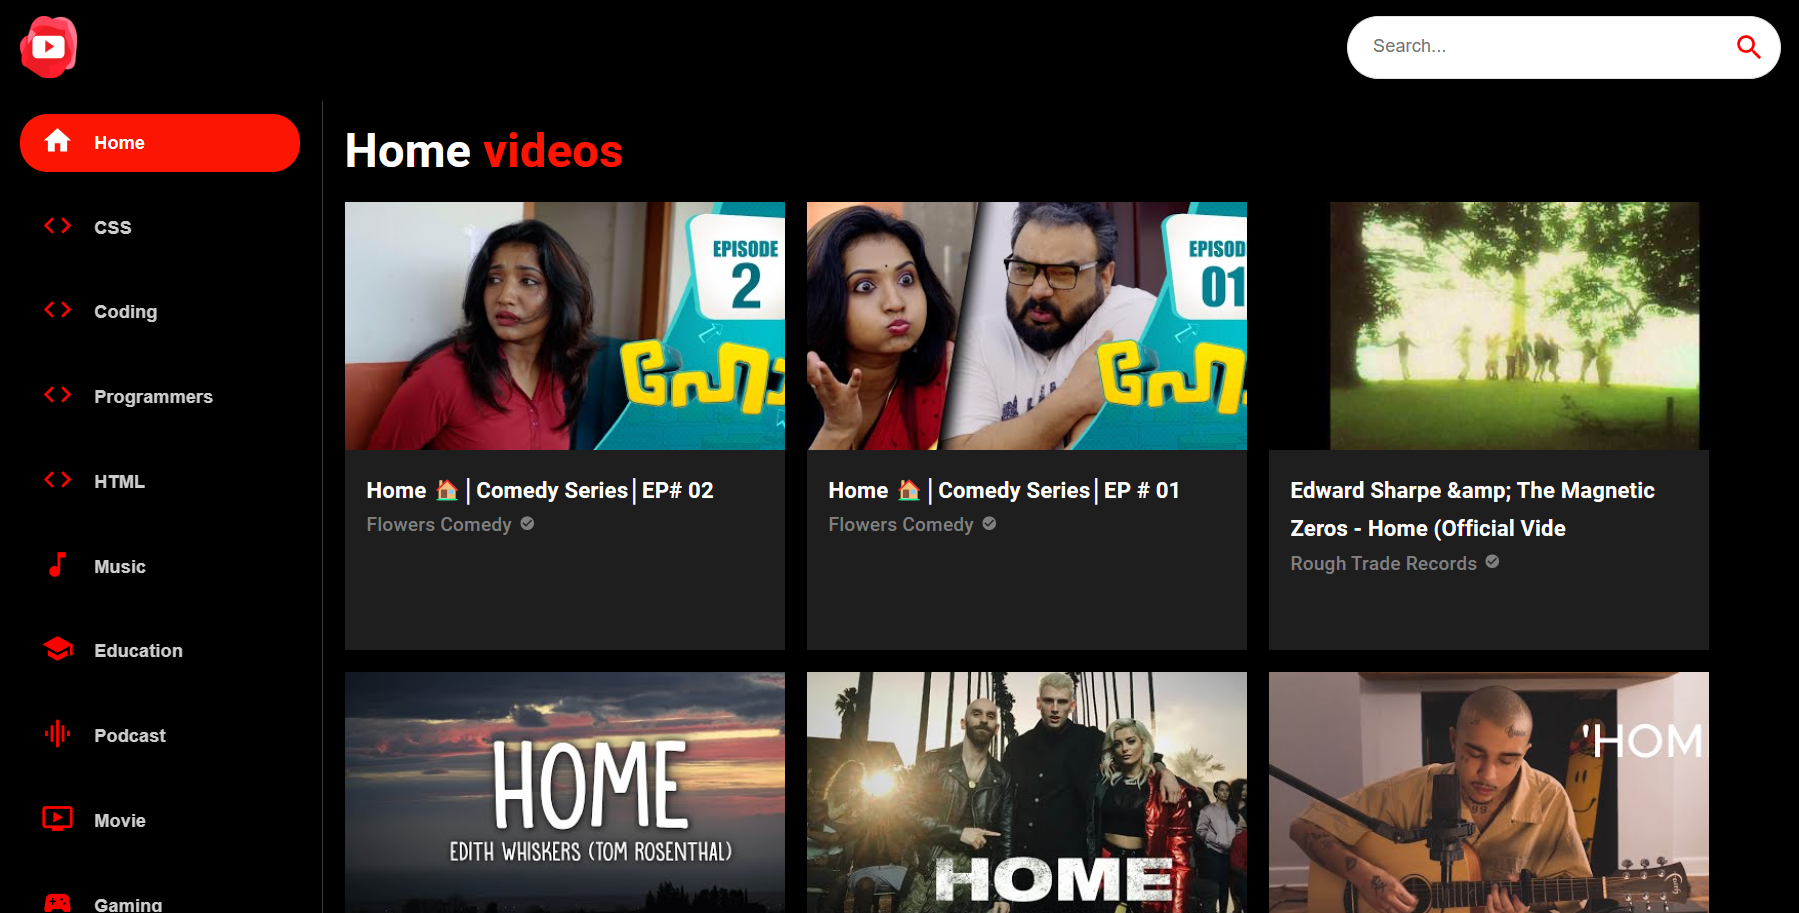 Search...
Home
CSS
Coding
Programmers
HTML
Music
Education
Podcast
Movie
Gaming
Home videos
EPISODE
2
Home 🏠 | Comedy Series | EP# 02
Flowers Comedy
01
Home 🏠 | Comedy Series | EP # 01
Flowers Comedy
Edward Sharpe &amp; The Magnetic
Zeros - Home (Official Vide
Rough Trade Records
HOME
EDITH WHISKERS (TOM ROSENTHAL)
HOME
'HOM